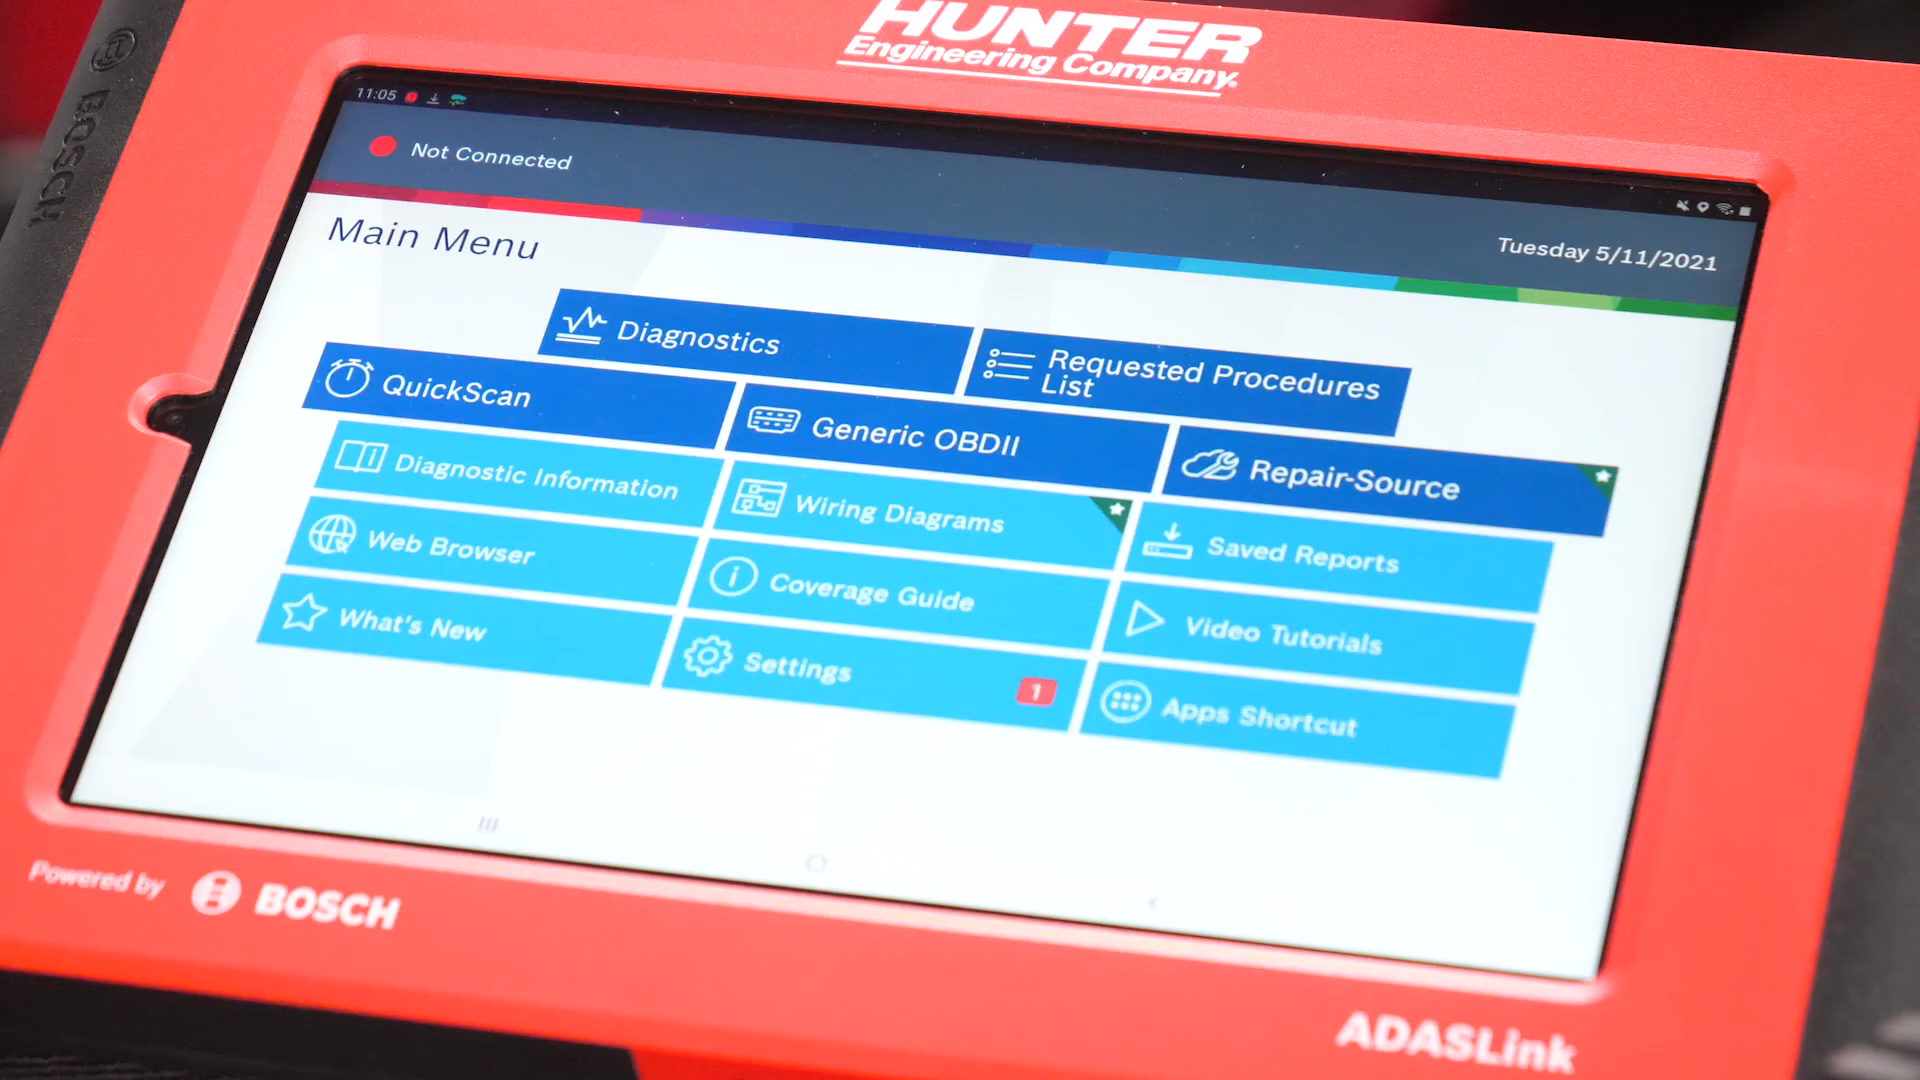 HUNTER
Engineering Company
BOSCH
11:05
Not Connected
Tuesday 5/11/2021
Main Menu
Diagnostics
Requested Procedures
List
QuickScan
Generic OBDII
Repair-Source
Diagnostic Information
Wiring Diagrams
Saved Reports
Web Browser
Coverage Guide
Video Tutorials
What's New
Settings
1
Apps Shortcut
Powered by BOSCH
ADASLink